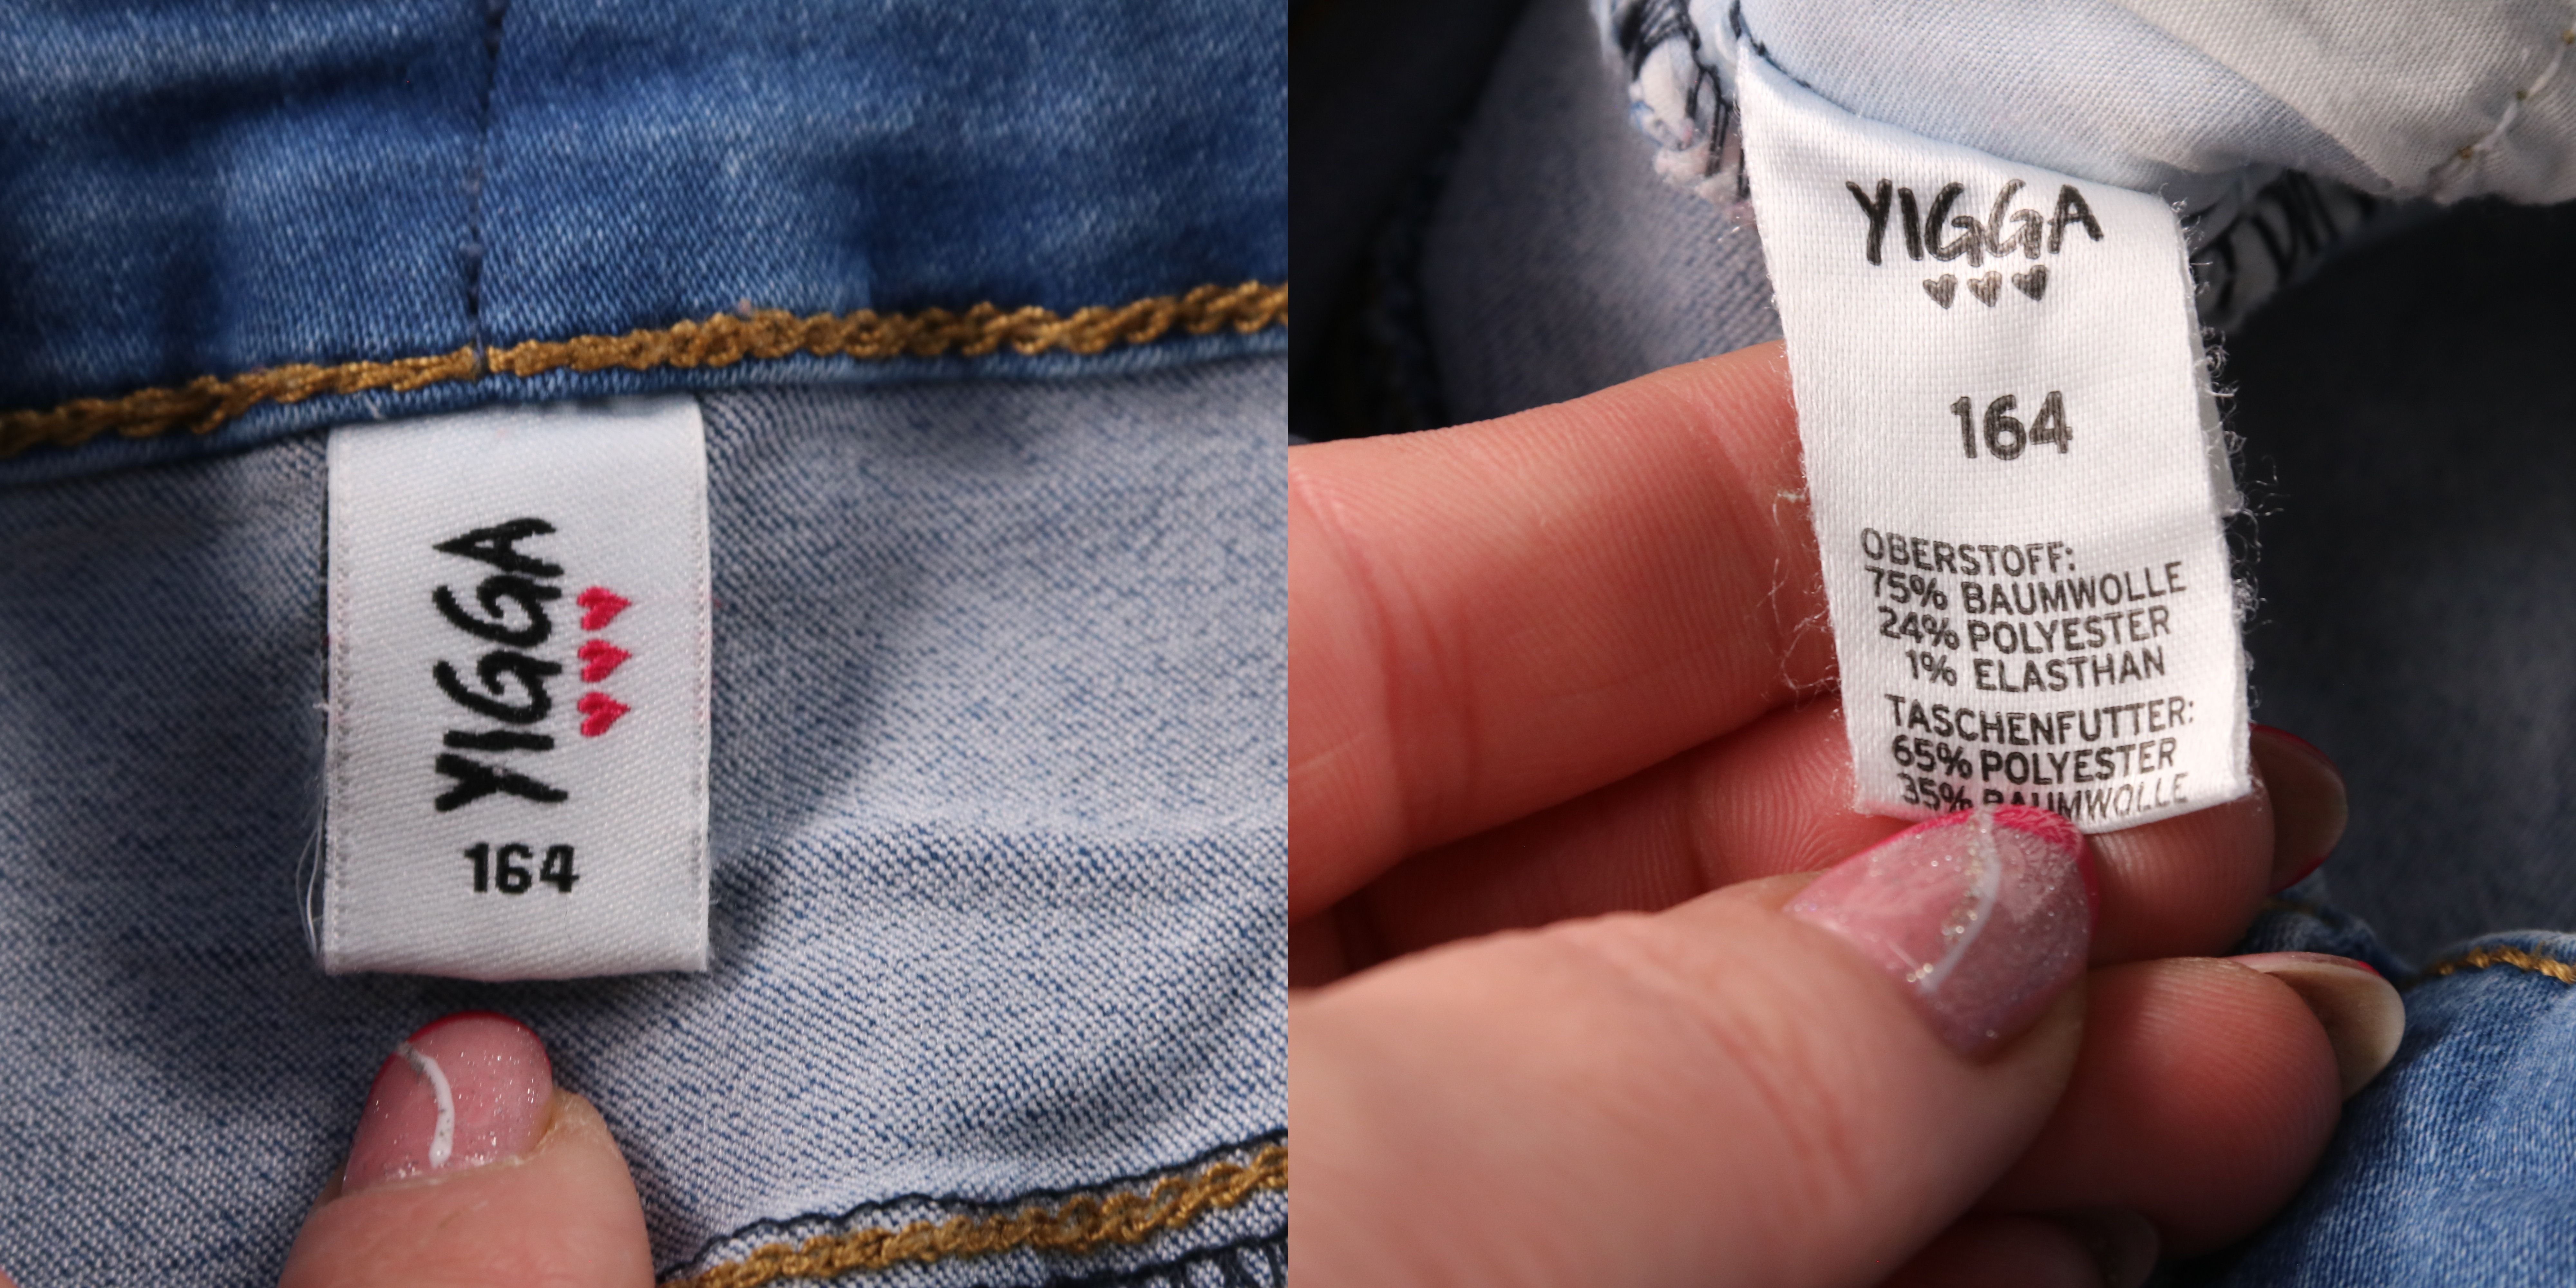 YIGGA
164
YIGGA
164
OBERSTOFF:
75% BAUMWOLLE
24% POLYESTER
1% ELASTHAN
TASCHENFUTTER:
65% POLYESTER
35% BAUMWOLLE